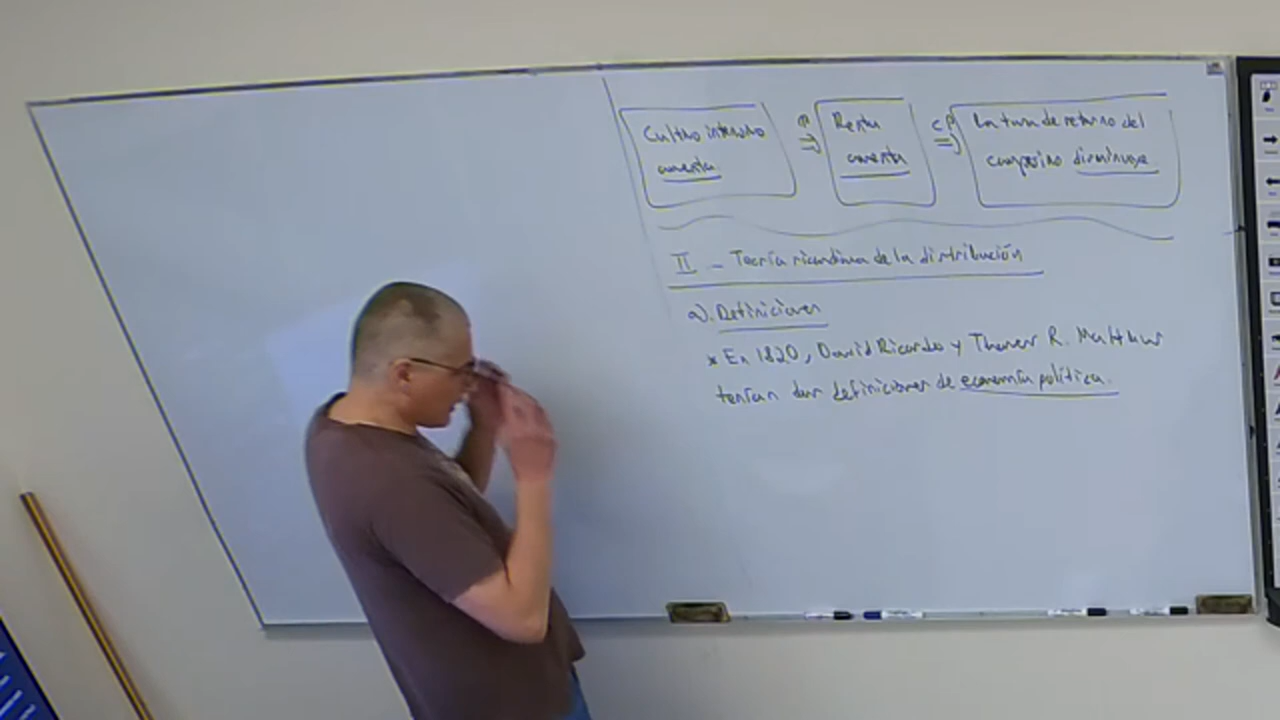 Cultivo intensivo
aumenta
⇒
Renta
aumenta
⇒
La tasa de retorno del
campesino disminuye
II - Teoría ricardiana de la distribución
a). Definiciones
* En 1820, David Ricardo y Thomas R. Malthus
tenían dos definiciones de economía política.